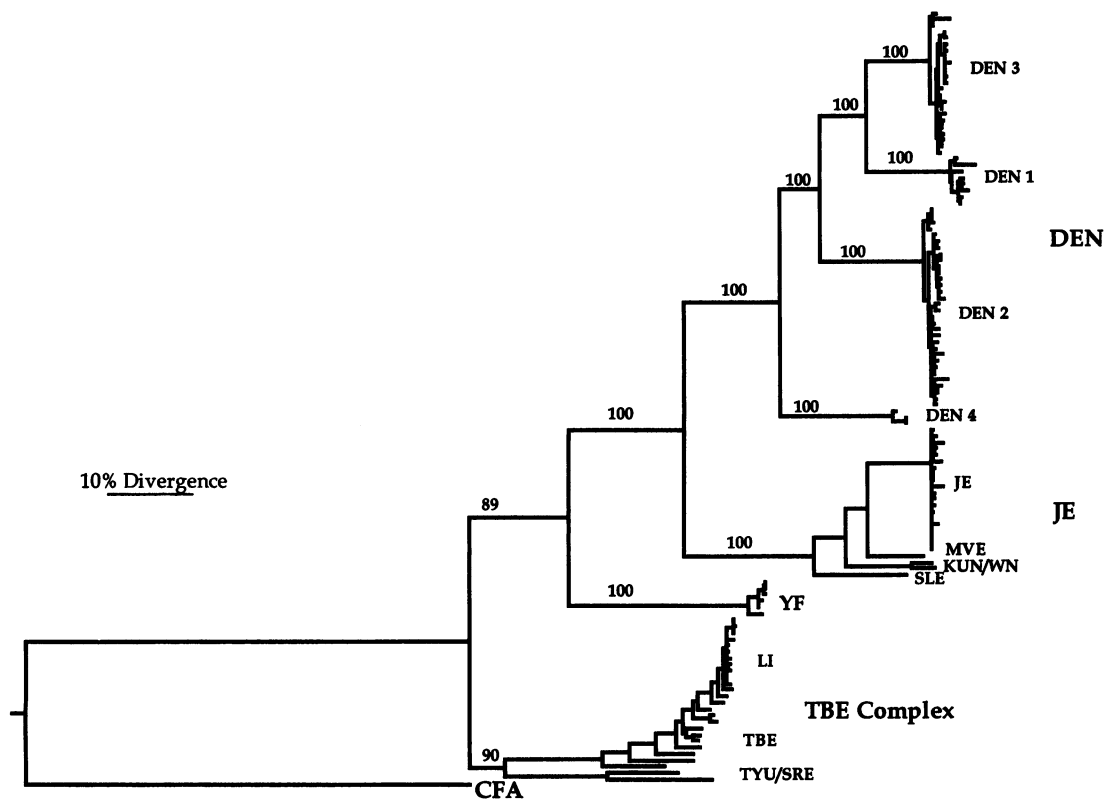 100
DEN 3
100
100
DEN 1
100
DEN
100
100
DEN 2
100
DEN 4
100
10% Divergence
JE
89
JE
100
MVE
KUN/WN
SLE
100
YF
LI
TBE Complex
TBE
90
TYU/SRE
CFA